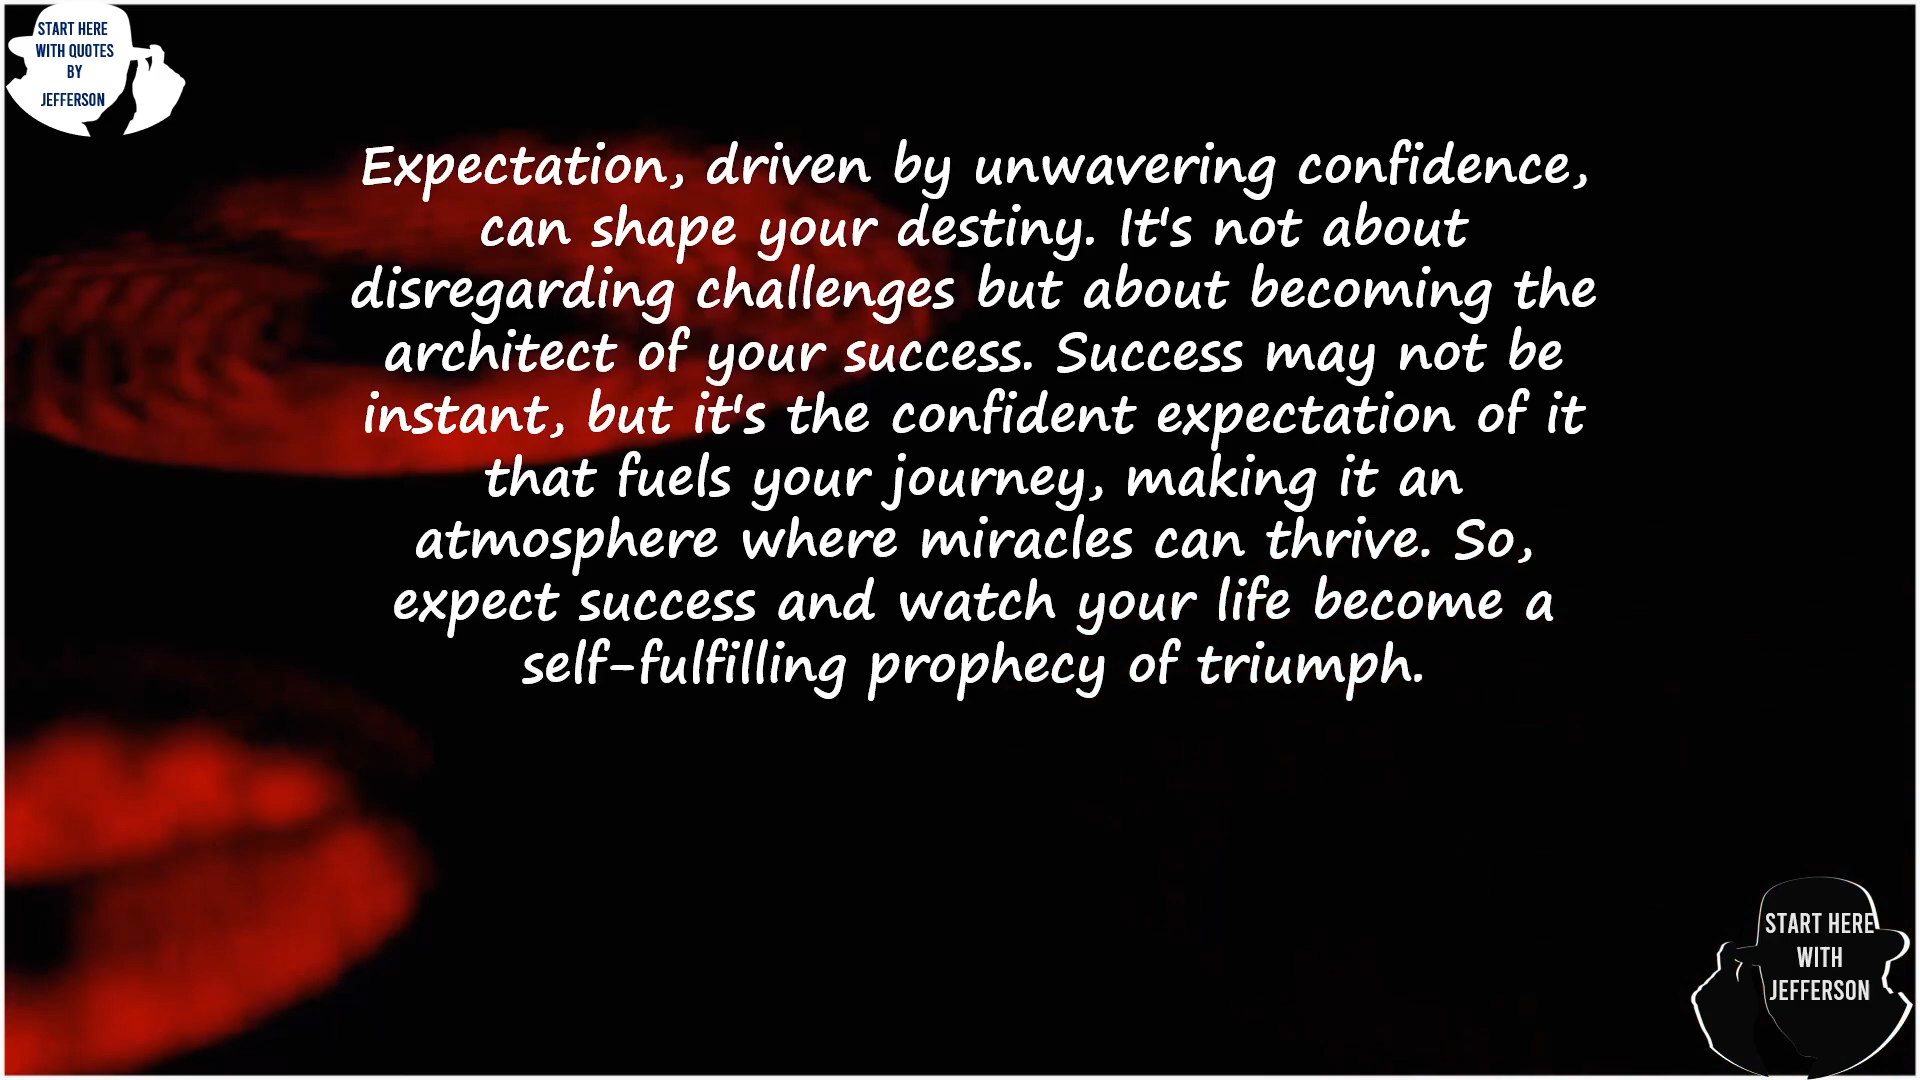 START HERE
WITH QUOTES
BY
JEFFERSON
Expectation, driven by unwavering confidence,
can shape your destiny. It's not about
disregarding challenges but about becoming the
architect of your success. Success may not be
instant, but it's the confident expectation of it
that fuels your journey, making it an
atmosphere where miracles can thrive. So,
expect success and watch your life become a
self-fulfilling prophecy of triumph.
START HERE
WITH
JEFFERSON